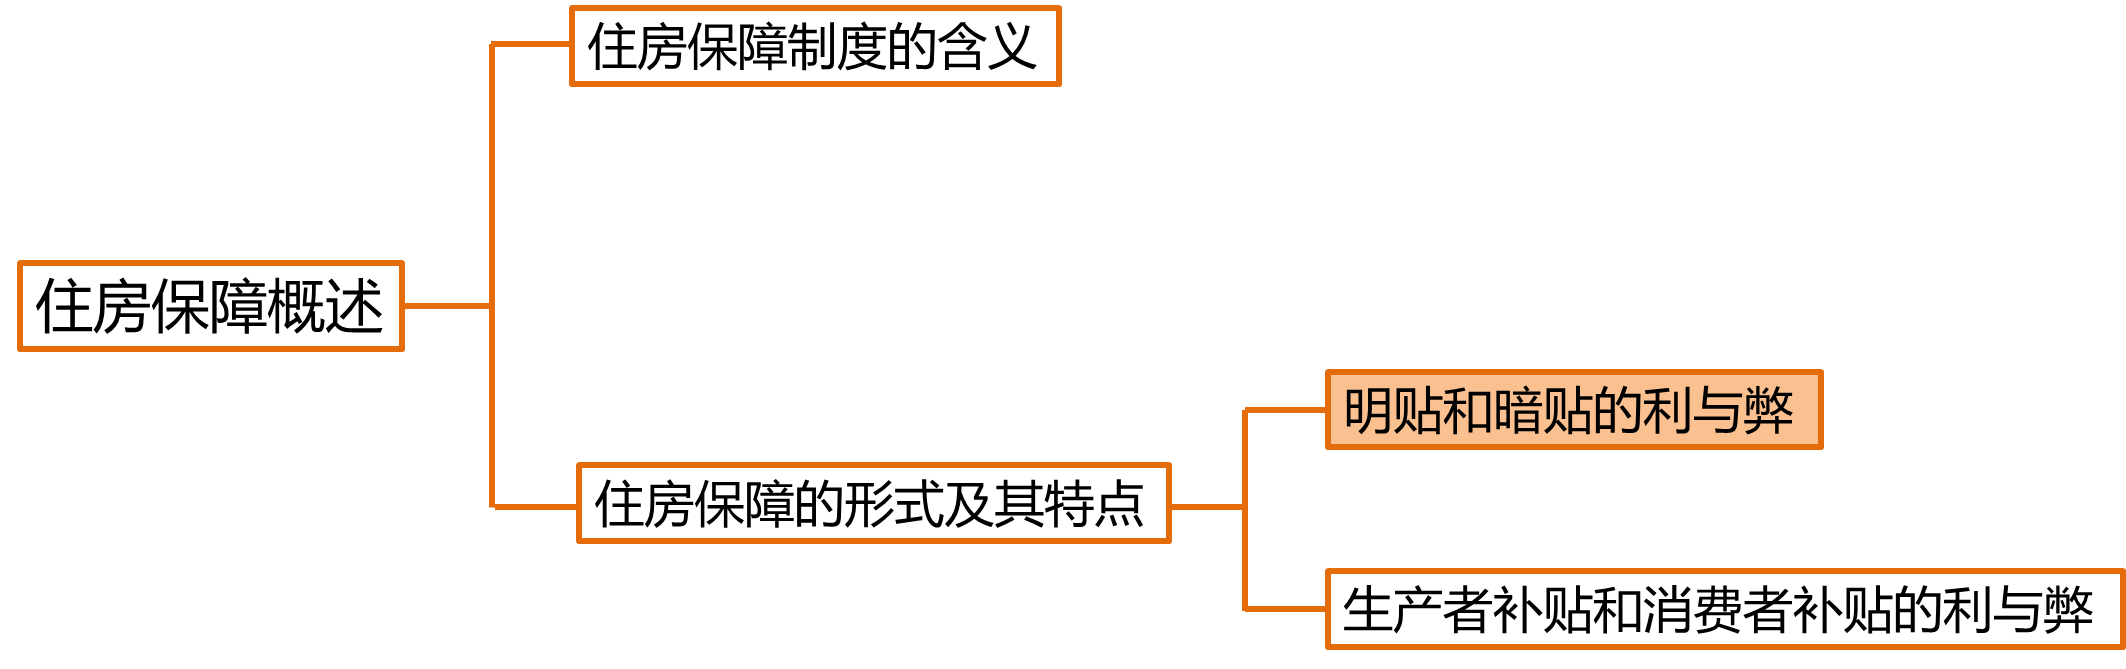 住房保障制度的含义
住房保障概述
明贴和暗贴的利与弊
住房保障的形式及其特点
生产者补贴和消费者补贴的利与弊